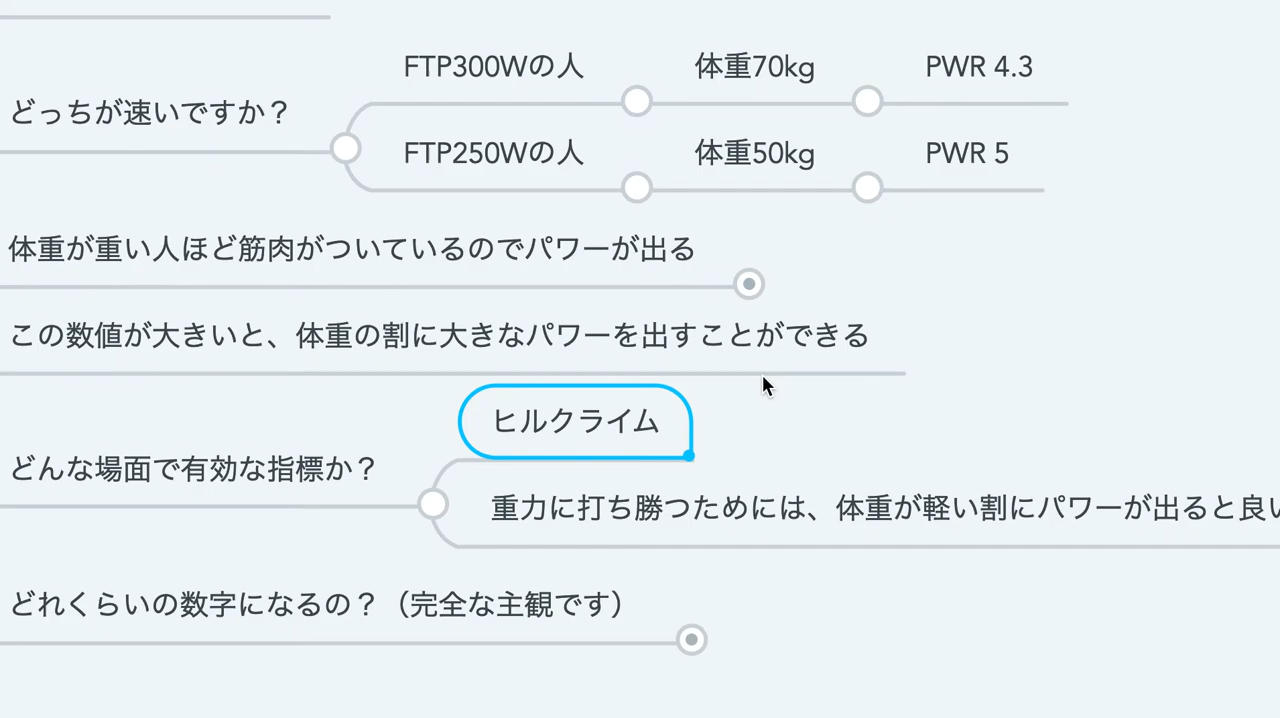 どっちが速いですか？
FTP300Wの人 体重70kg PWR 4.3
FTP250Wの人 体重50kg PWR 5
体重が重い人ほど筋肉がついているのでパワーが出る
この数値が大きいと、体重の割に大きなパワーを出すことができる
どんな場面で有効な指標か？
ヒルクライム
重力に打ち勝つためには、体重が軽い割にパワーが出ると良い
どれくらいの数字になるの？（完全な主観です）